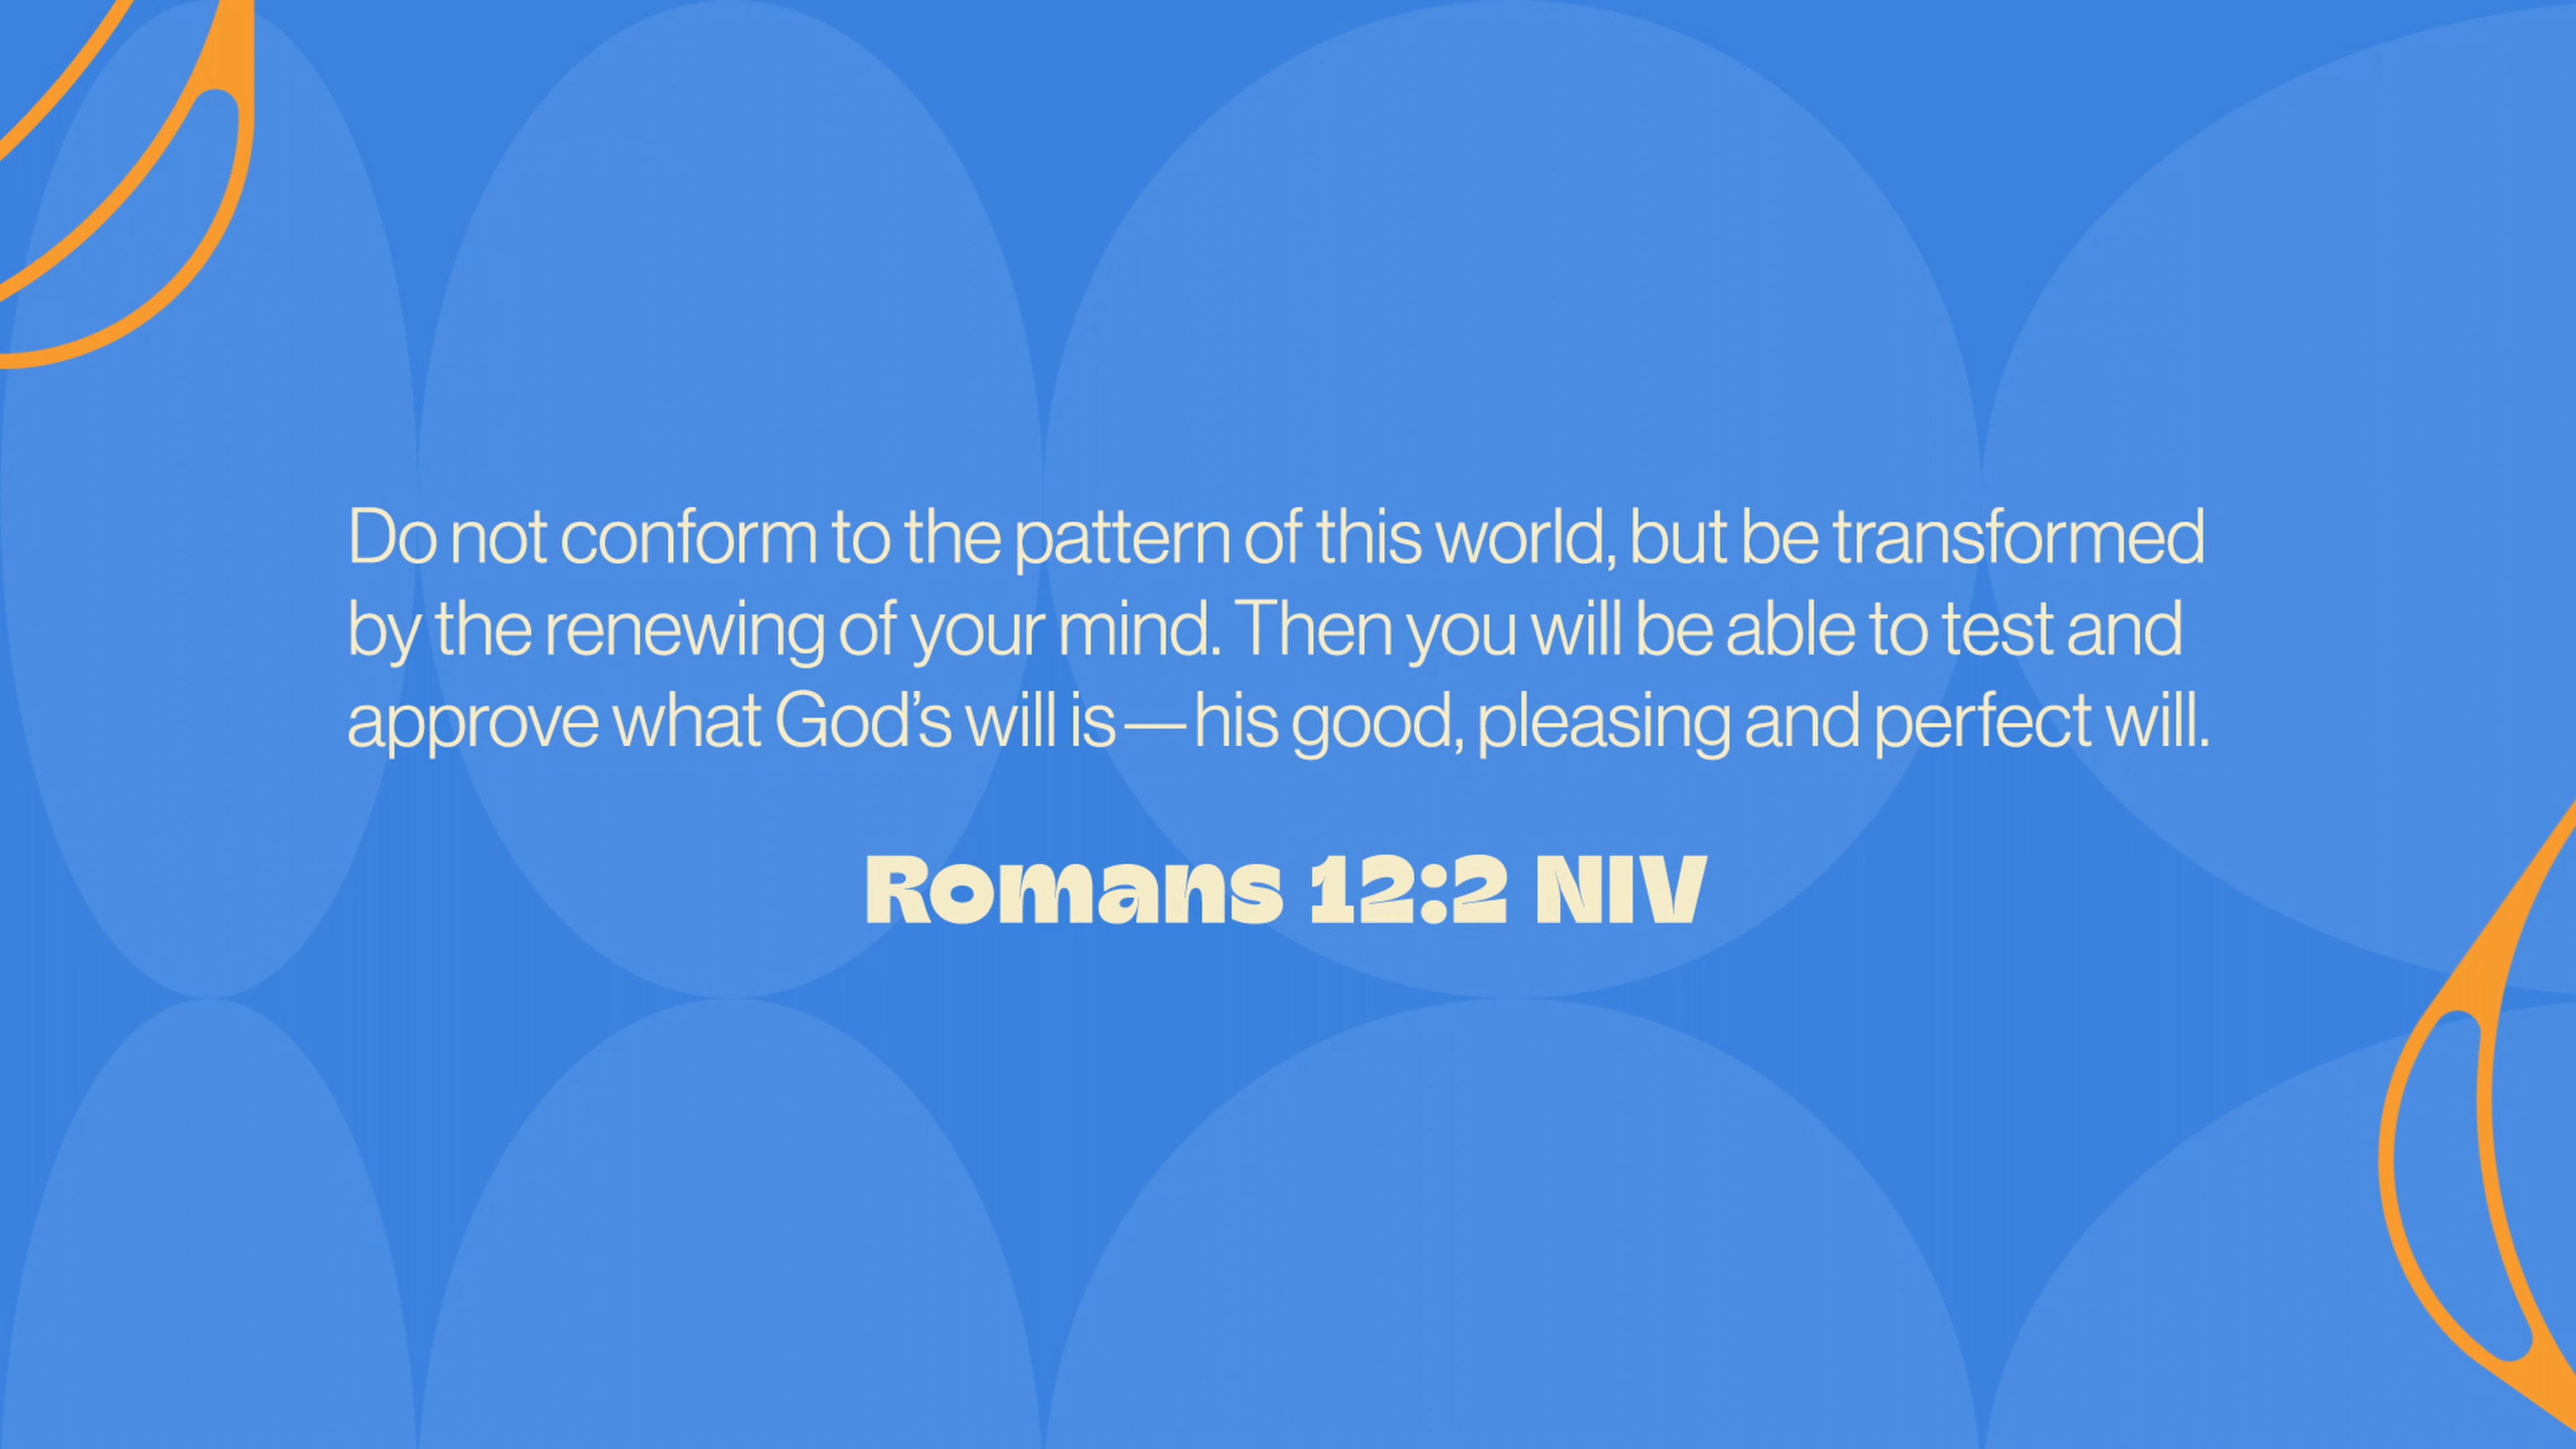 Do not conform to the pattern of this world, but be transformed
by the renewing of your mind. Then you will be able to test and
approve what God’s will is—his good, pleasing and perfect will.
Romans 12:2 NIV